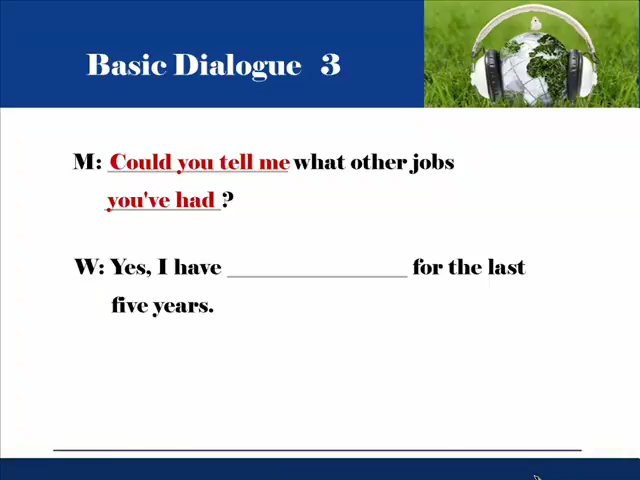 Basic Dialogue 3
M: Could you tell me what other jobs
you've had ?
W: Yes, I have ________________ for the last
five years.